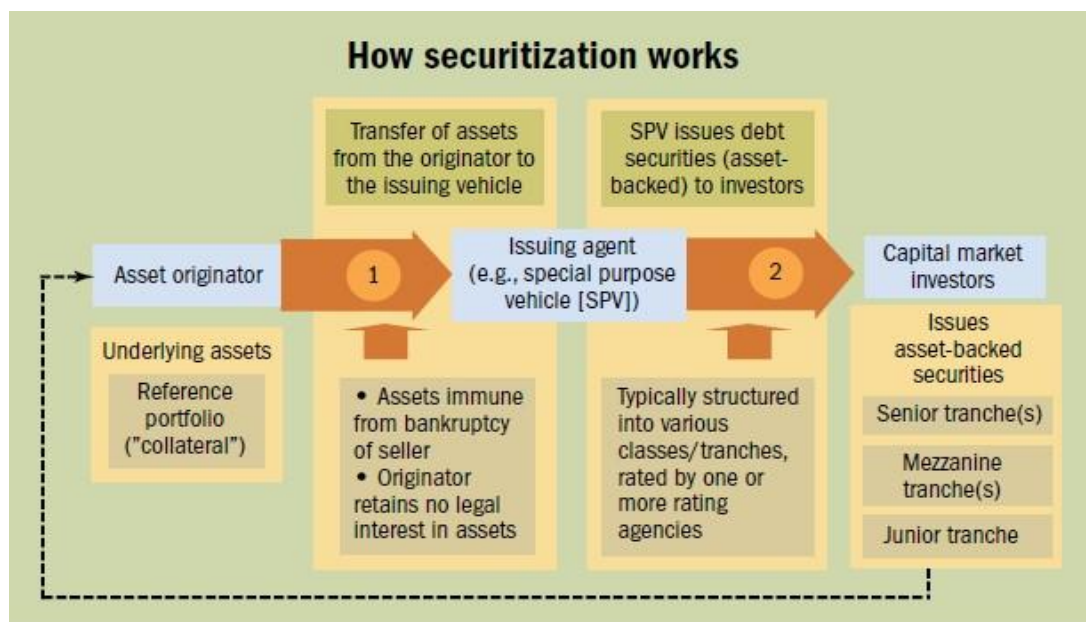 How securitization works
Transfer of assets
from the originator to
the issuing vehicle
SPV issues debt
securities (asset-
backed) to investors
Asset originator
1
Issuing agent
(e.g., special purpose
vehicle [SPV])
2
Capital market
investors
Underlying assets
Reference
portfolio
(”collateral”)
• Assets immune
from bankruptcy
of seller
• Originator
retains no legal
interest in assets
Typically structured
into various
classes/tranches,
rated by one or
more rating
agencies
Issues
asset-backed
securities
Senior tranche(s)
Mezzanine
tranche(s)
Junior tranche